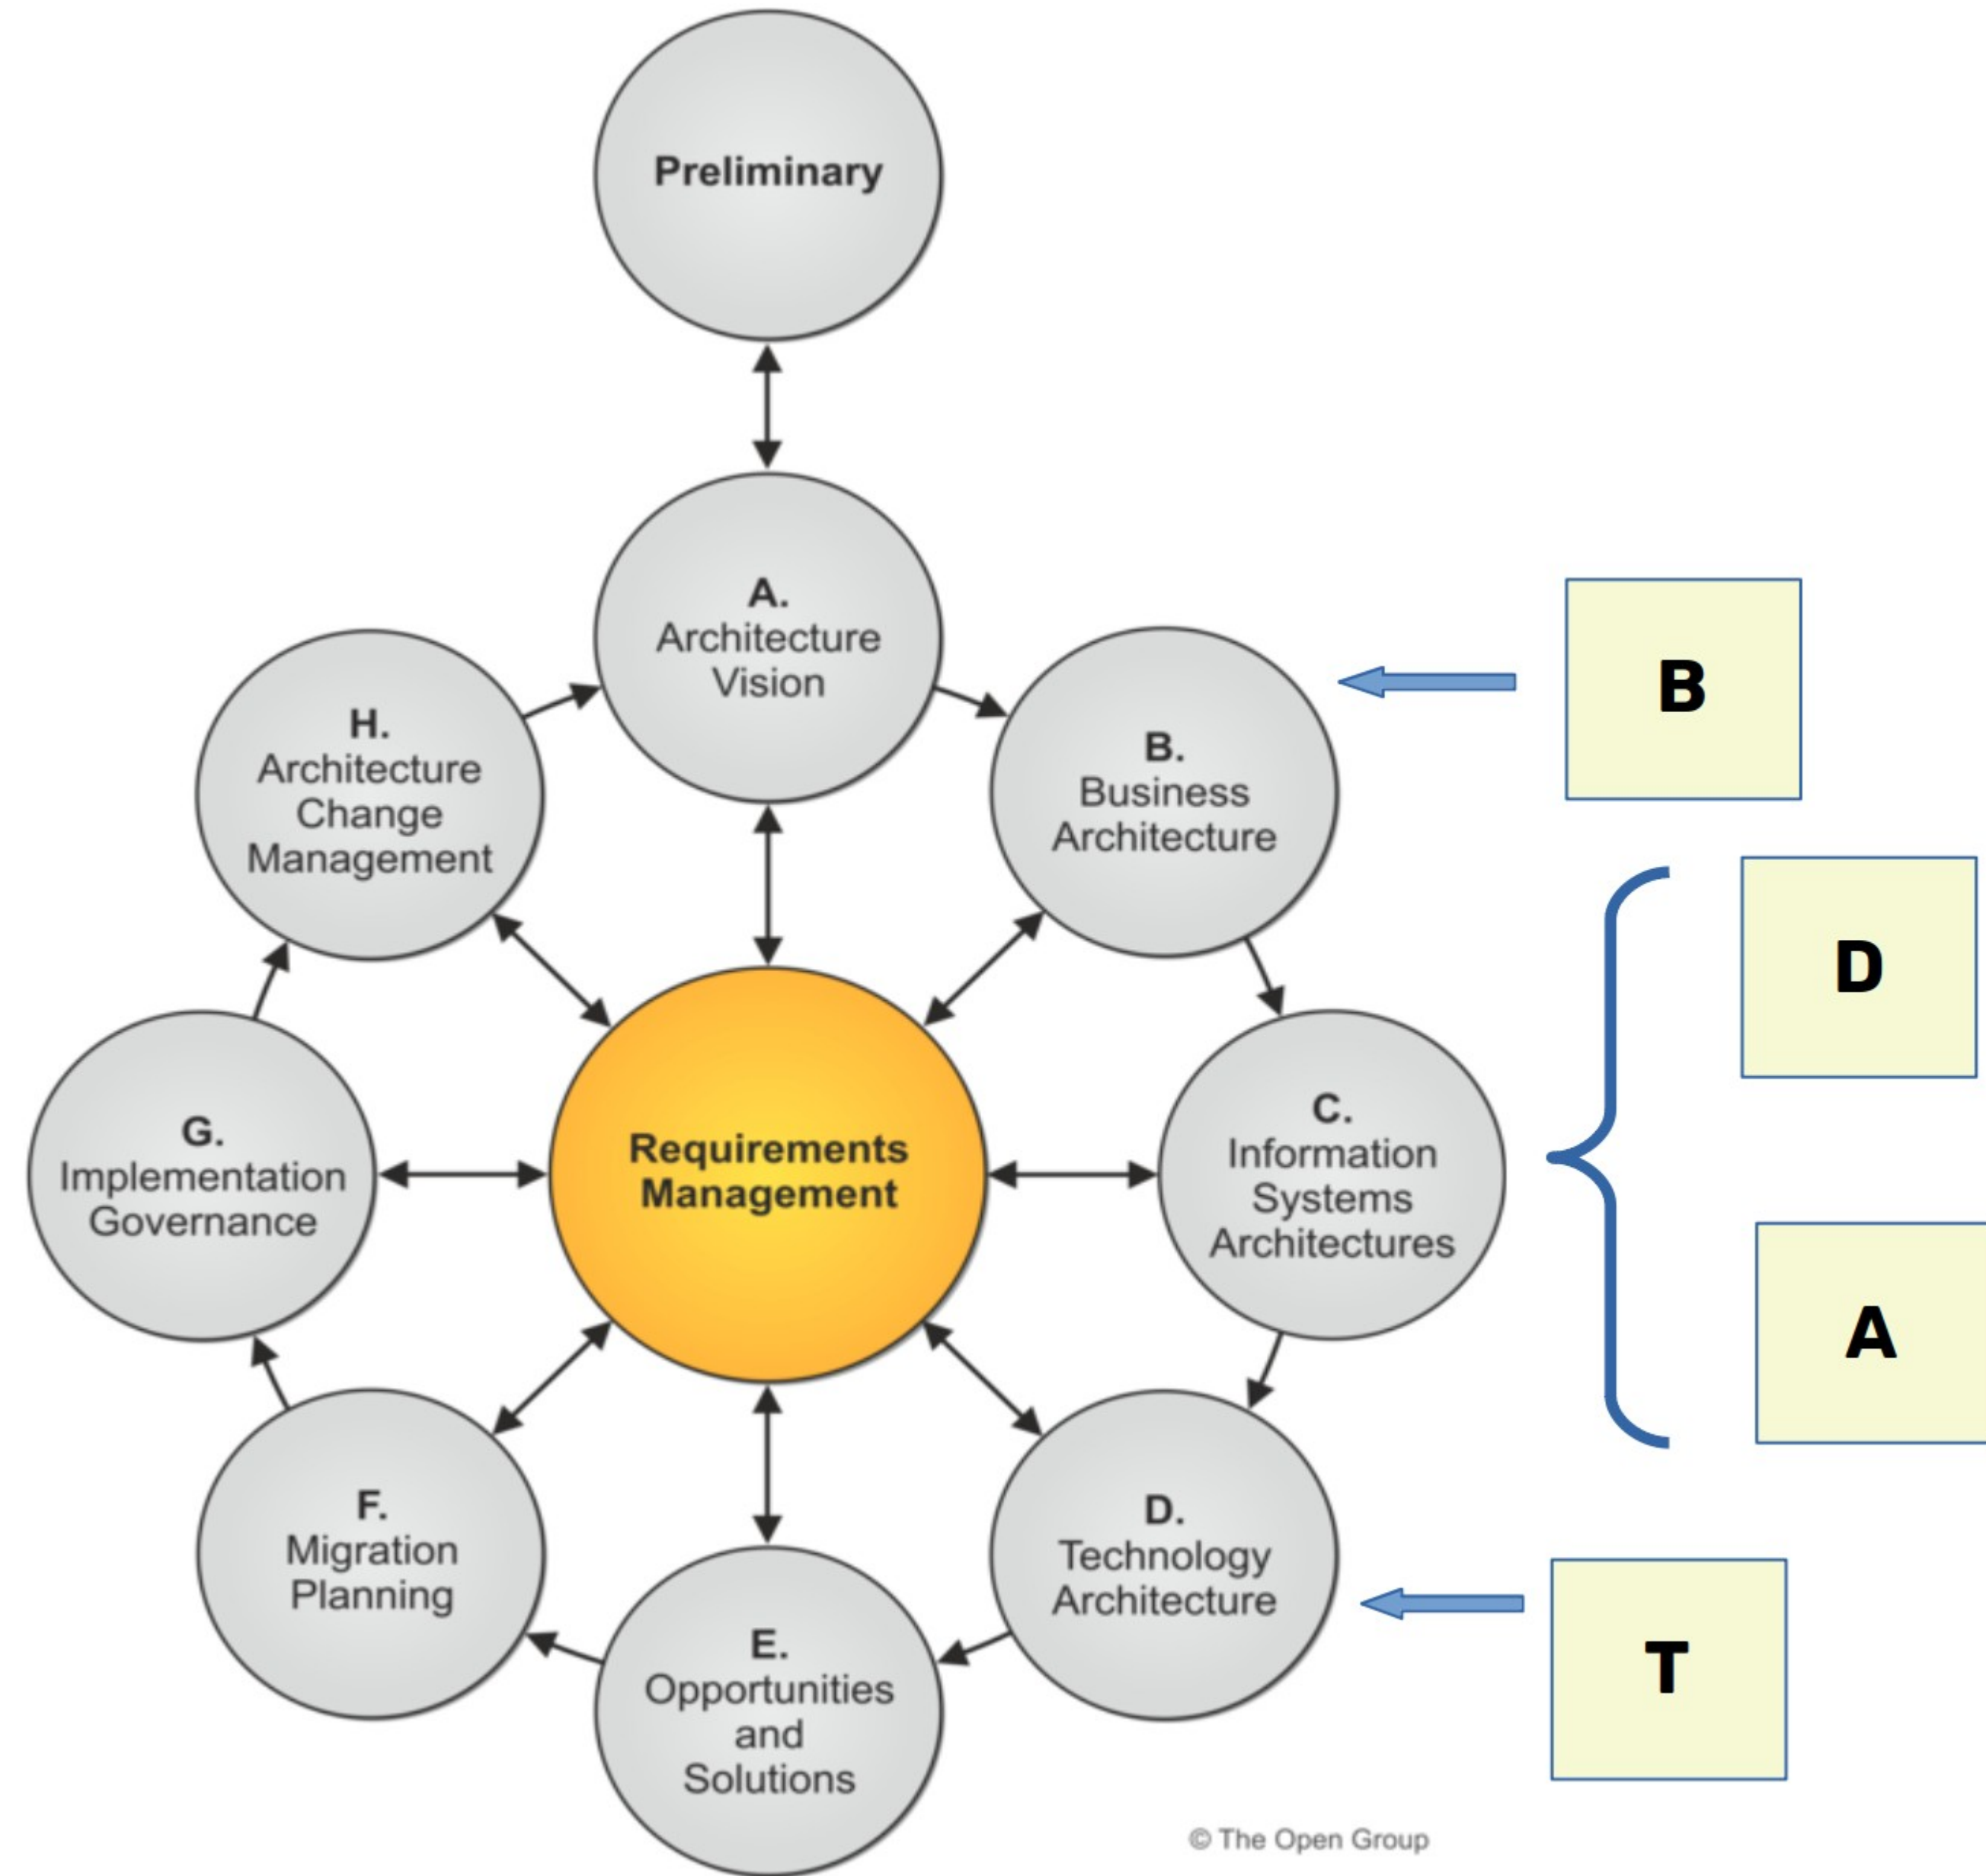 Preliminary
A.
Architecture
Vision
B.
Business
Architecture
C.
Information
Systems
Architectures
D.
Technology
Architecture
E.
Opportunities
and
Solutions
F.
Migration
Planning
G.
Implementation
Governance
H.
Architecture
Change
Management
Requirements
Management
B
D
A
T
© The Open Group